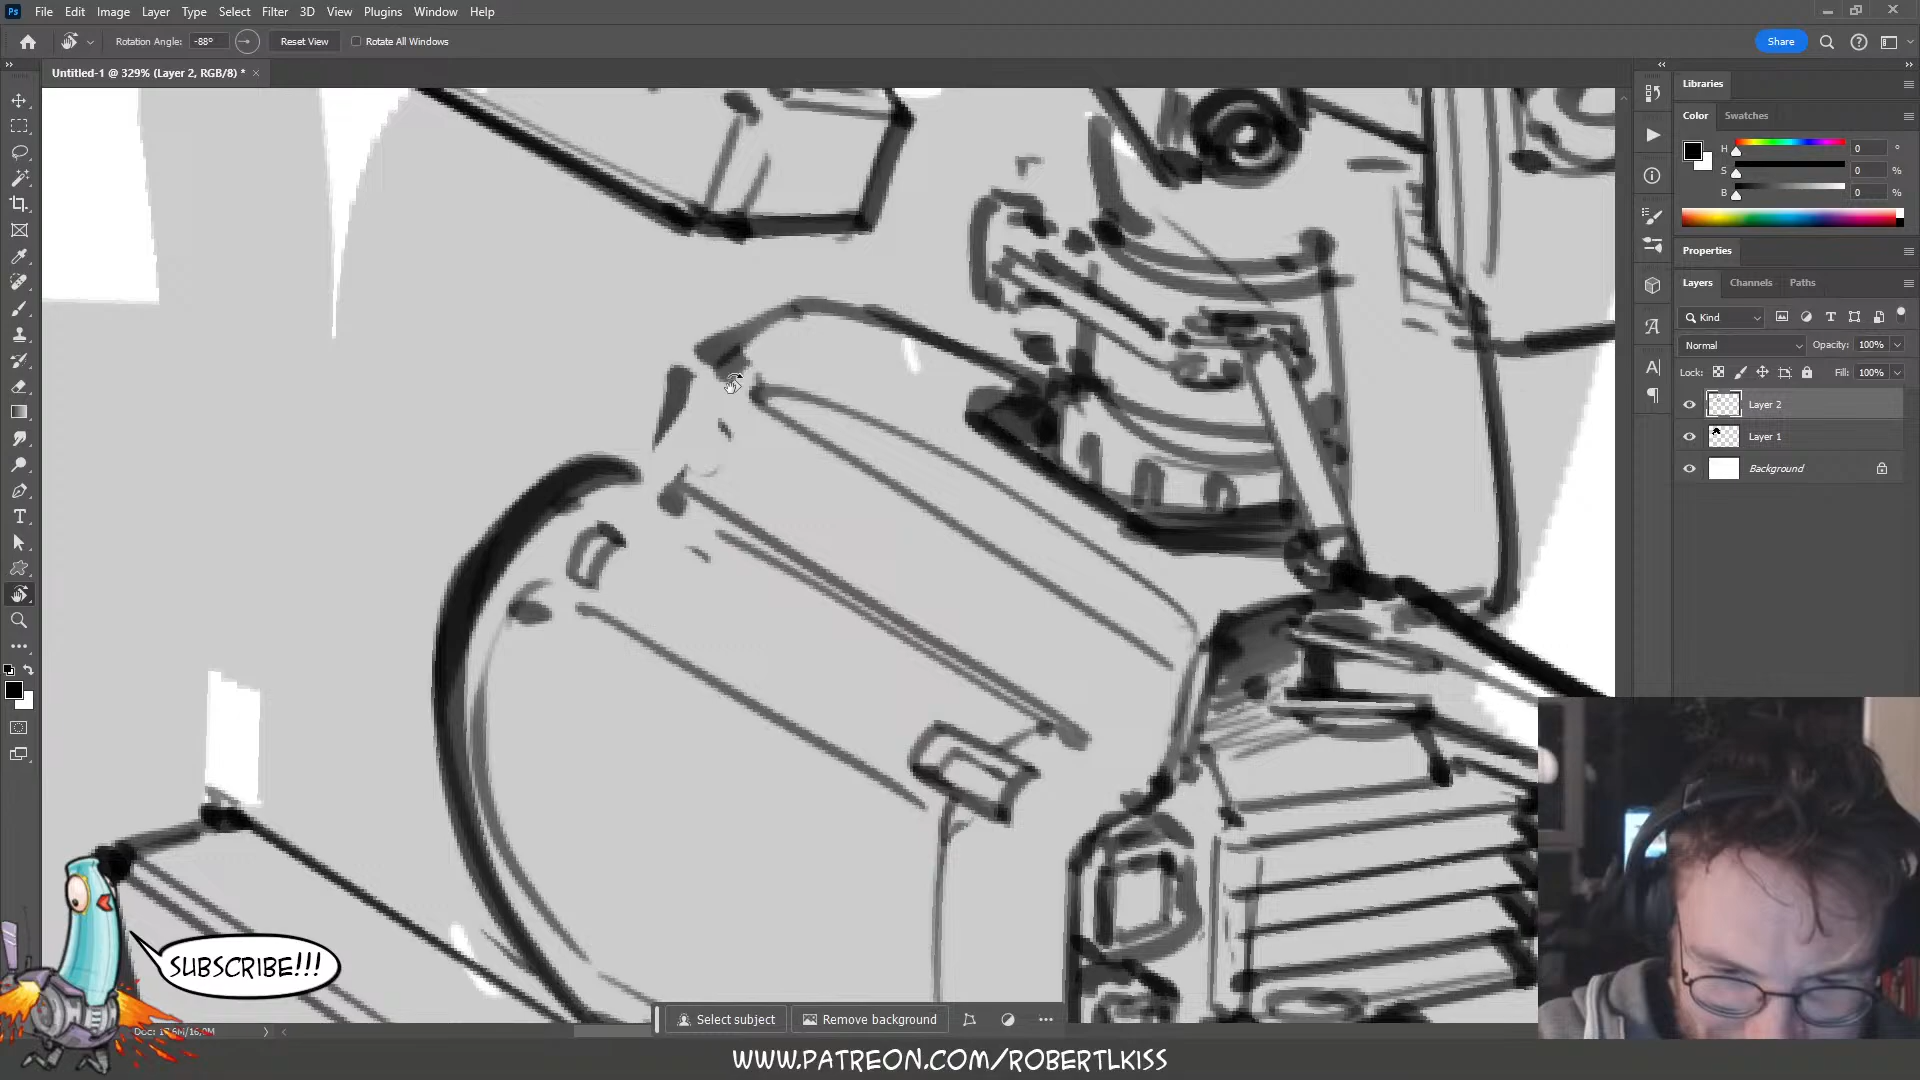 Ps File Edit Image Layer Type Select Filter 3D View Plugins Window Help
Rotation Angle: -88° Reset View Rotate All Windows Share
Untitled-1 @ 329% (Layer 2, RGB/8) *
Libraries
Color Swatches
H 0 °
S 0 %
B 0 %
Properties
Layers Channels Paths
Kind
Normal Opacity: 100%
Lock: Fill: 100%
Layer 2
Layer 1
Background
SUBSCRIBE!!!
Select subject Remove background
WWW.PATREON.COM/ROBERTLKISS